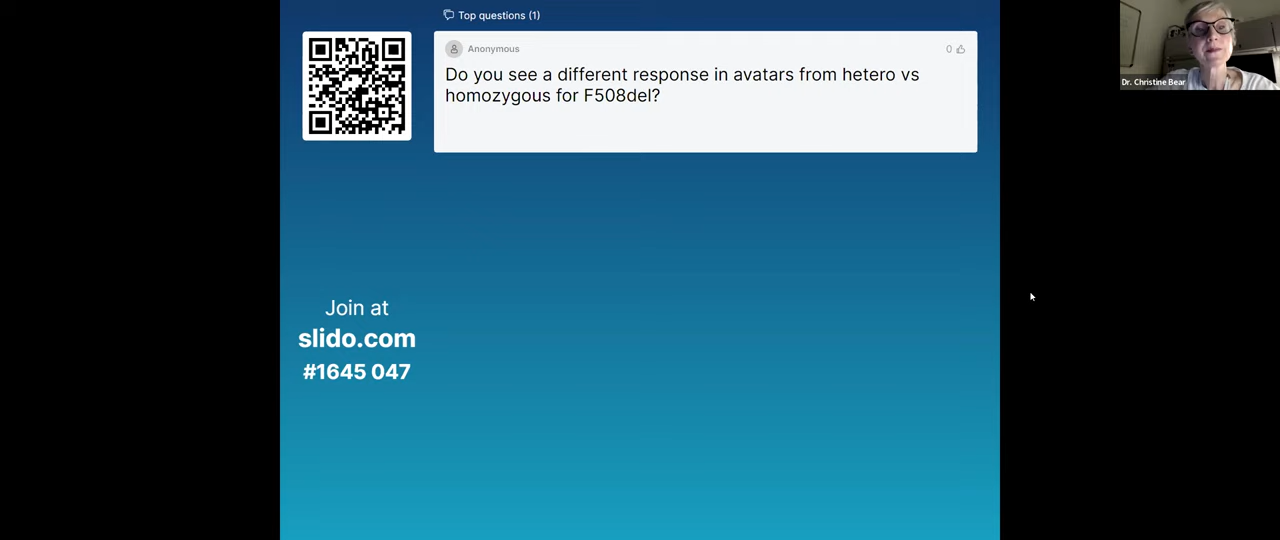 Top questions (1)
Anonymous
0
Do you see a different response in avatars from hetero vs
homozygous for F508del?
Join at
slido.com
#1645 047
Dr. Christine Bear